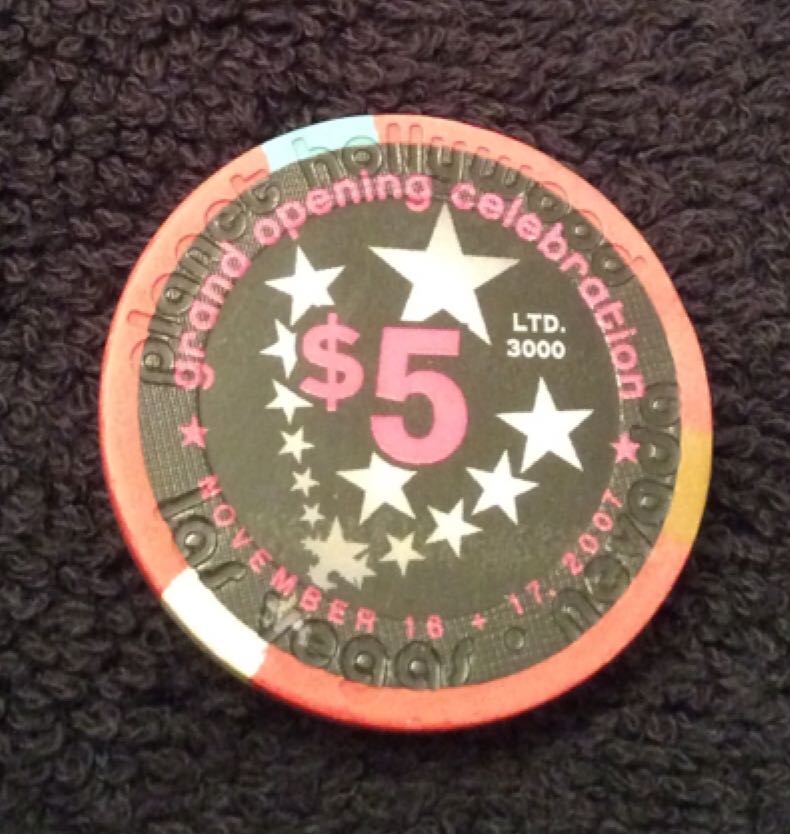 planet hollywood
grand opening celebration
$5
LTD.
3000
NOVEMBER 16 + 17, 2007
las vegas • nevada